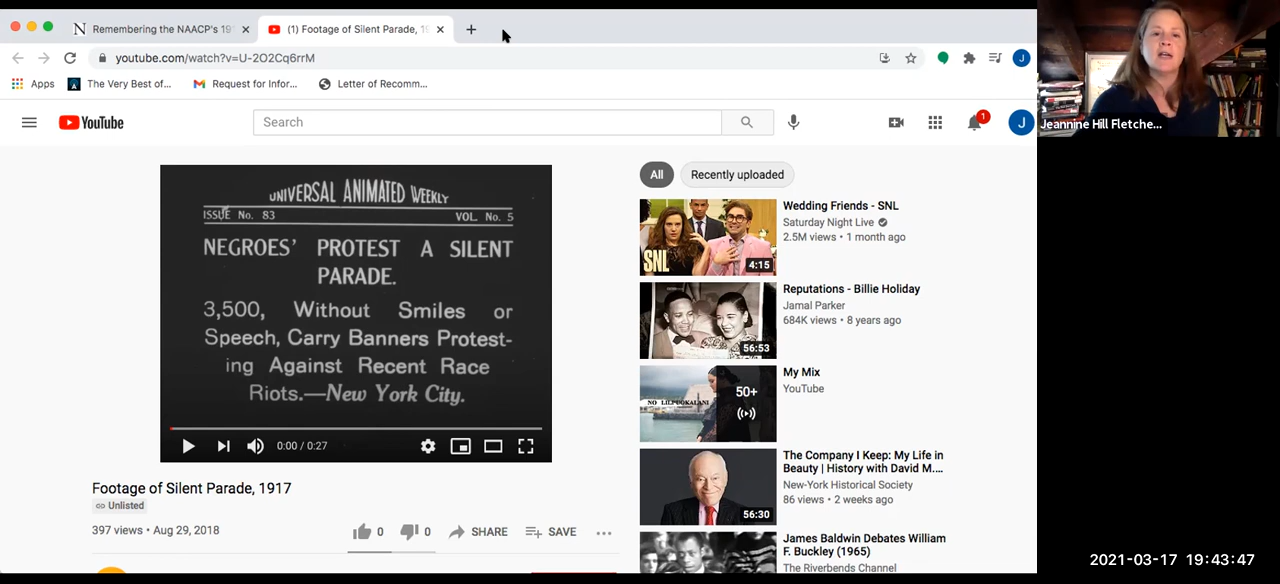 Remembering the NAACP's 19
(1) Footage of Silent Parade, 1
youtube.com/watch?v=U-2O2Cq6rrM
Apps
The Very Best of...
Request for Infor...
Letter of Recomm...
YouTube
Search
1
J
J
Jeannine Hill Fletche...
UNIVERSAL ANIMATED WEEKLY
ISSUE No. 83 VOL. No. 5
NEGROES' PROTEST A SILENT
PARADE.
3,500, Without Smiles or
Speech, Carry Banners Protest-
ing Against Recent Race
Riots.—New York City.
0:00 / 0:27
Footage of Silent Parade, 1917
Unlisted
397 views • Aug 29, 2018
0
0
SHARE
SAVE
All
Recently uploaded
SNL
4:15
Wedding Friends - SNL
Saturday Night Live
2.5M views • 1 month ago
56:53
Reputations - Billie Holiday
Jamal Parker
684K views • 8 years ago
50+
My Mix
YouTube
56:30
The Company I Keep: My Life in
Beauty | History with David M....
New-York Historical Society
86 views • 2 weeks ago
James Baldwin Debates William
F. Buckley (1965)
The Riverbends Channel
2021-03-17 19:43:47